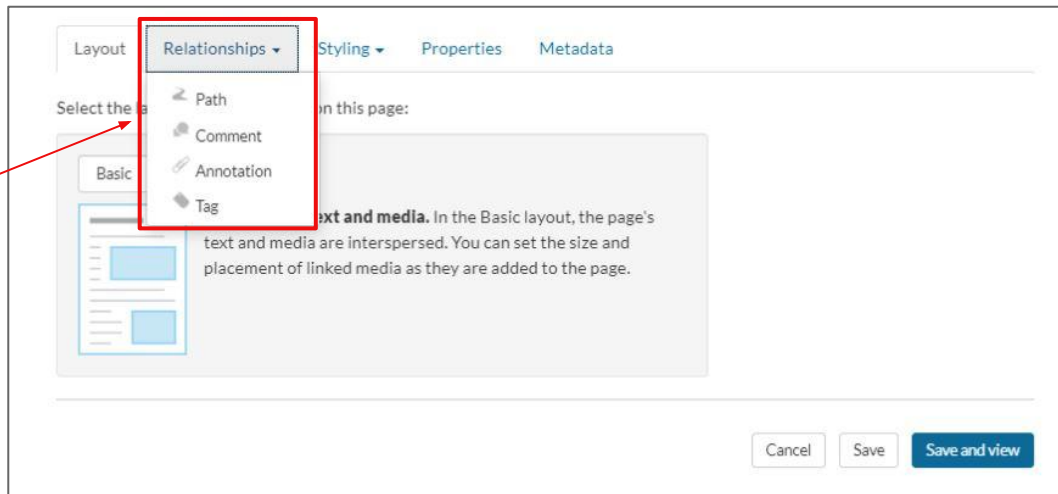 Layout Relationships Styling Properties Metadata
Select the la on this page:
Path
Comment
Annotation
Tag
Basic
ext and media. In the Basic layout, the page's
text and media are interspersed. You can set the size and
placement of linked media as they are added to the page.
Cancel Save Save and view